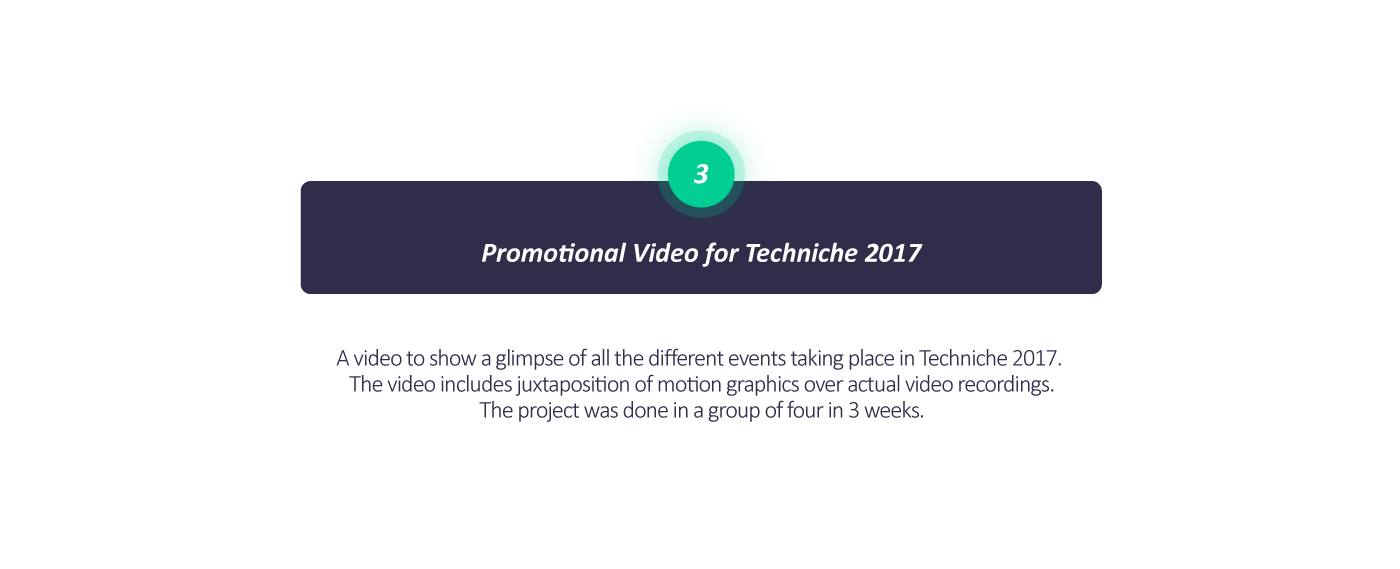 3
Promotional Video for Techniche 2017
A video to show a glimpse of all the different events taking place in Techniche 2017.
The video includes juxtaposition of motion graphics over actual video recordings.
The project was done in a group of four in 3 weeks.